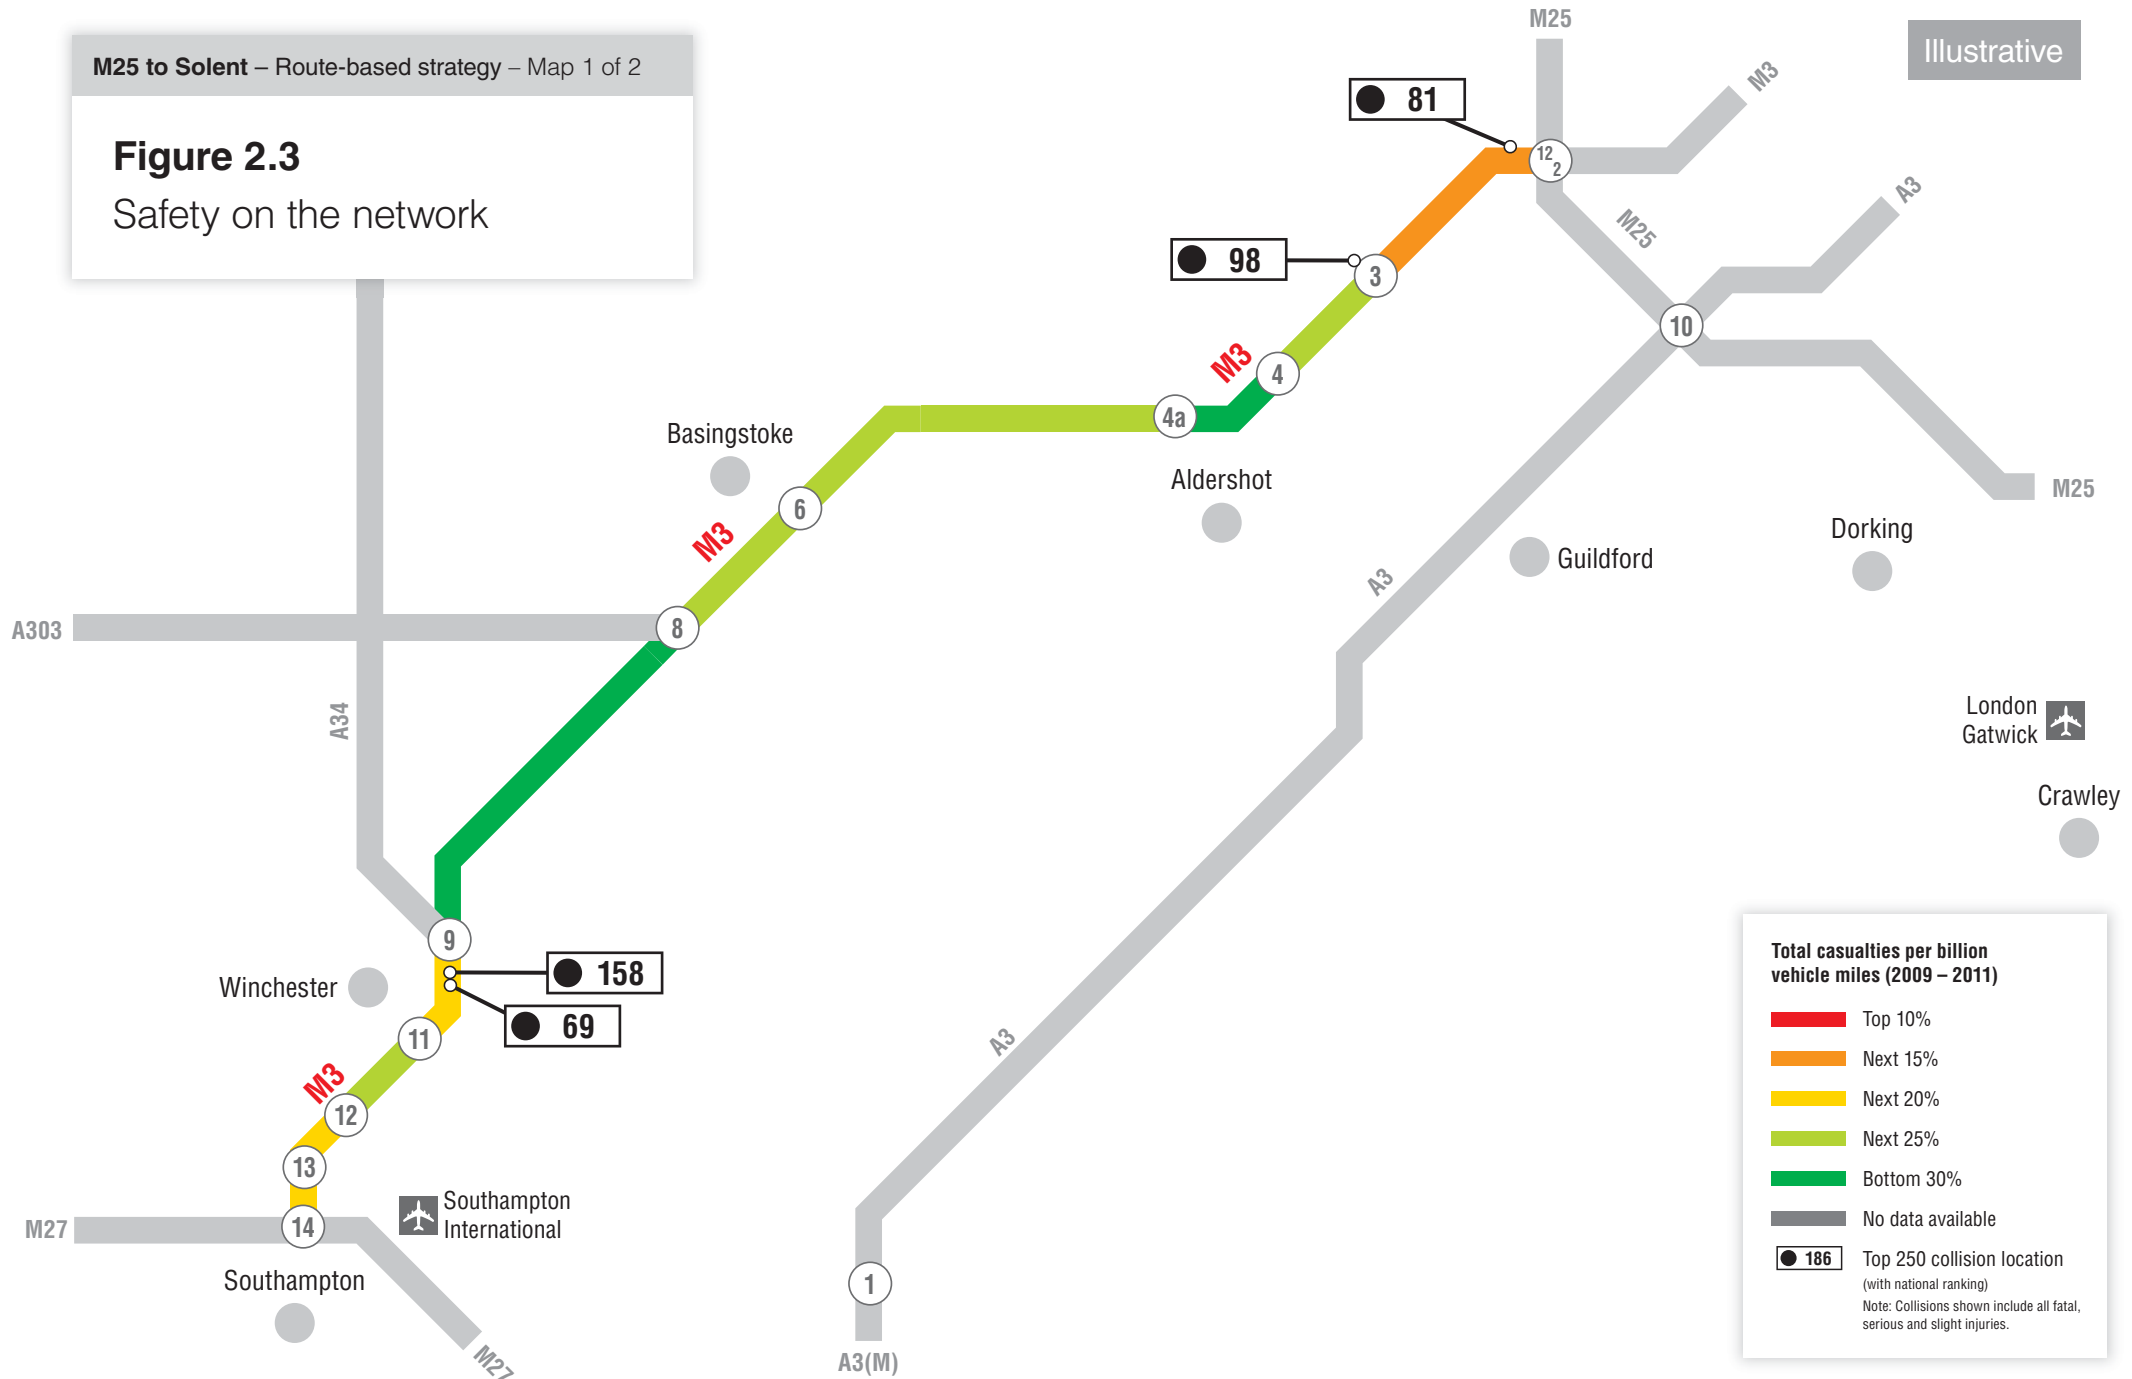 M25 to Solent – Route-based strategy – Map 1 of 2
Figure 2.3
Safety on the network
Illustrative
M25
M3
81
12
2
A3
M25
98
3
10
M3
4
4a
Basingstoke
Aldershot
6
M25
M3
Dorking
Guildford
A3
A303
8
A34
London
Gatwick
Crawley
9
Winchester
158
69
11
A3
M3
12
13
Southampton
International
M27
14
Southampton
1
M27
A3(M)
Total casualties per billion
vehicle miles (2009 – 2011)
Top 10%
Next 15%
Next 20%
Next 25%
Bottom 30%
No data available
186
Top 250 collision location
(with national ranking)
Note: Collisions shown include all fatal,
serious and slight injuries.